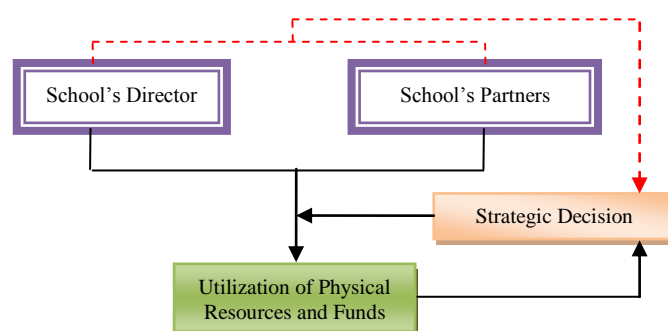 School’s Director
School’s Partners
Strategic Decision
Utilization of Physical
Resources and Funds